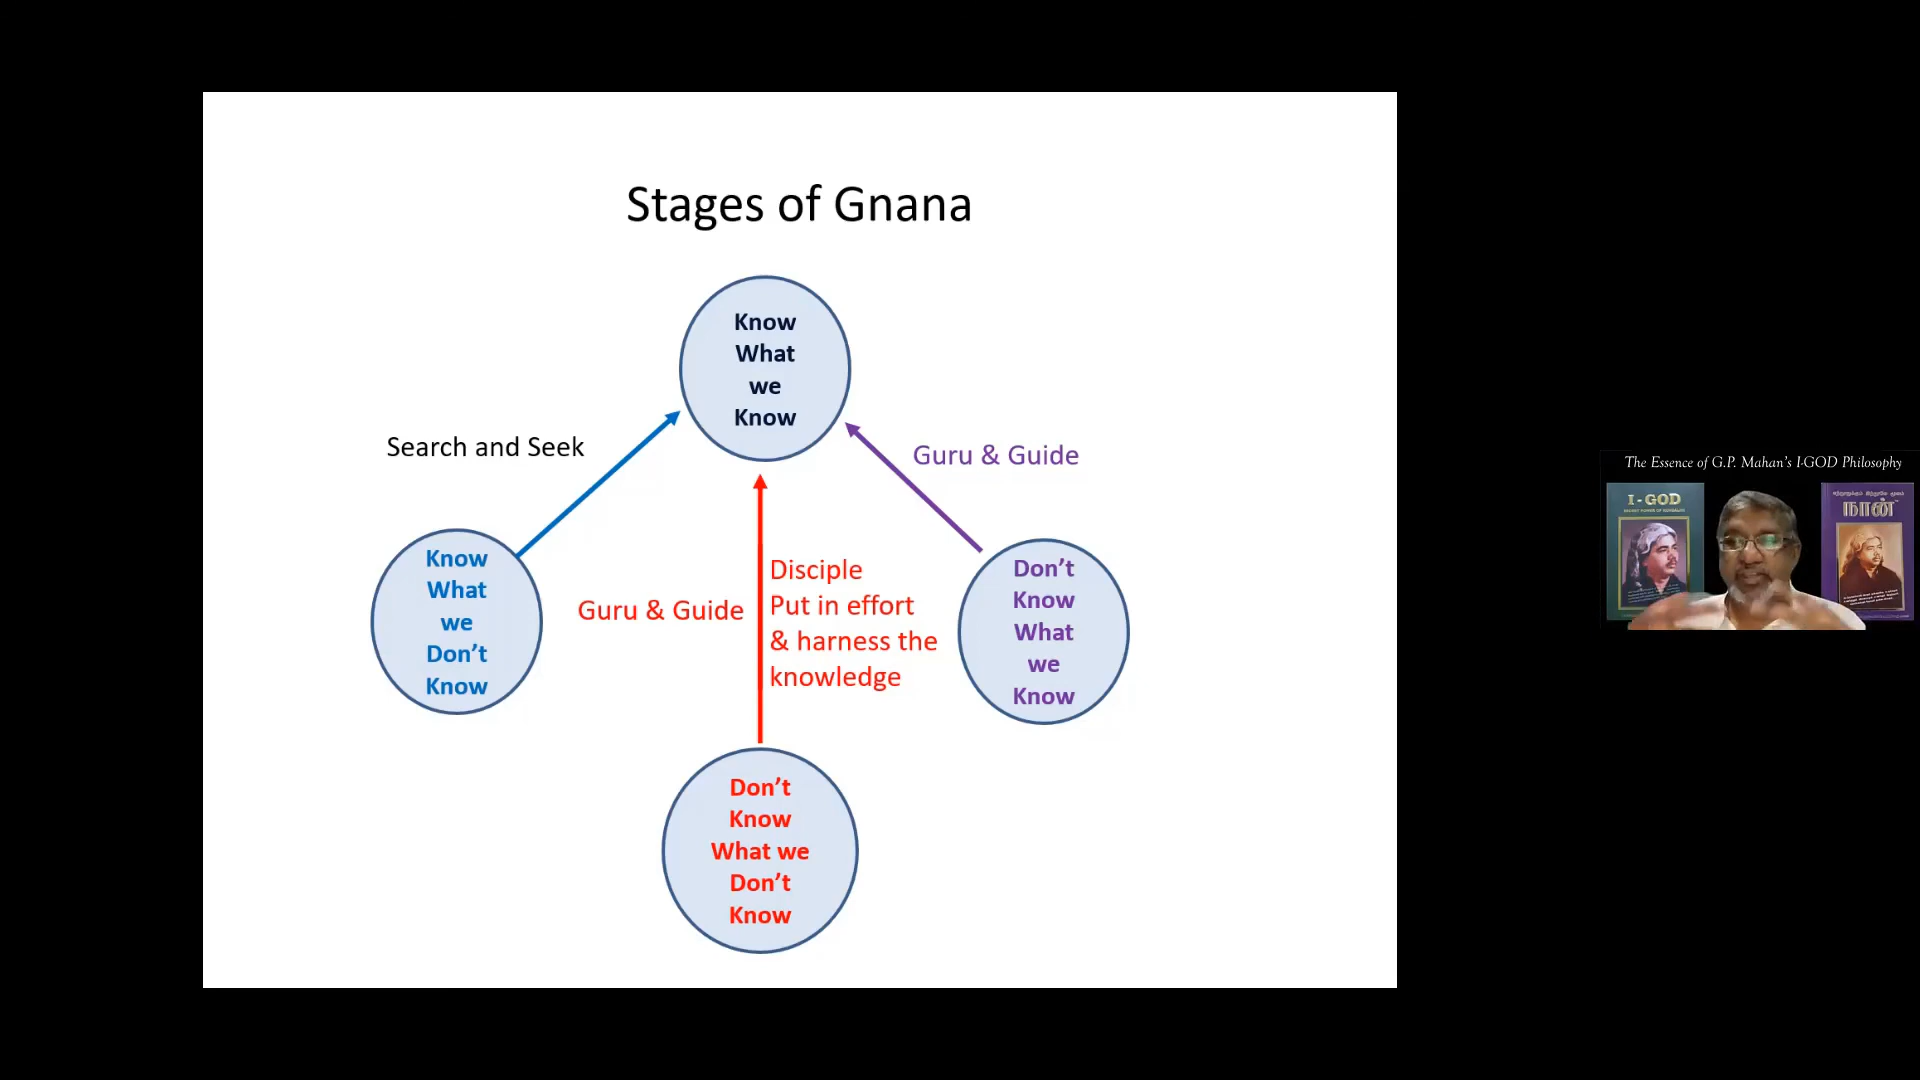 Stages of Gnana
Know
What
we
Know
Search and Seek
Guru & Guide
Know
What
we
Don't
Know
Guru & Guide
Disciple
Put in effort
& harness the
knowledge
Don't
Know
What
we
Know
Don't
Know
What we
Don't
Know
The Essence of G.P. Mahan's I-GOD Philosophy
I - GOD
நான்